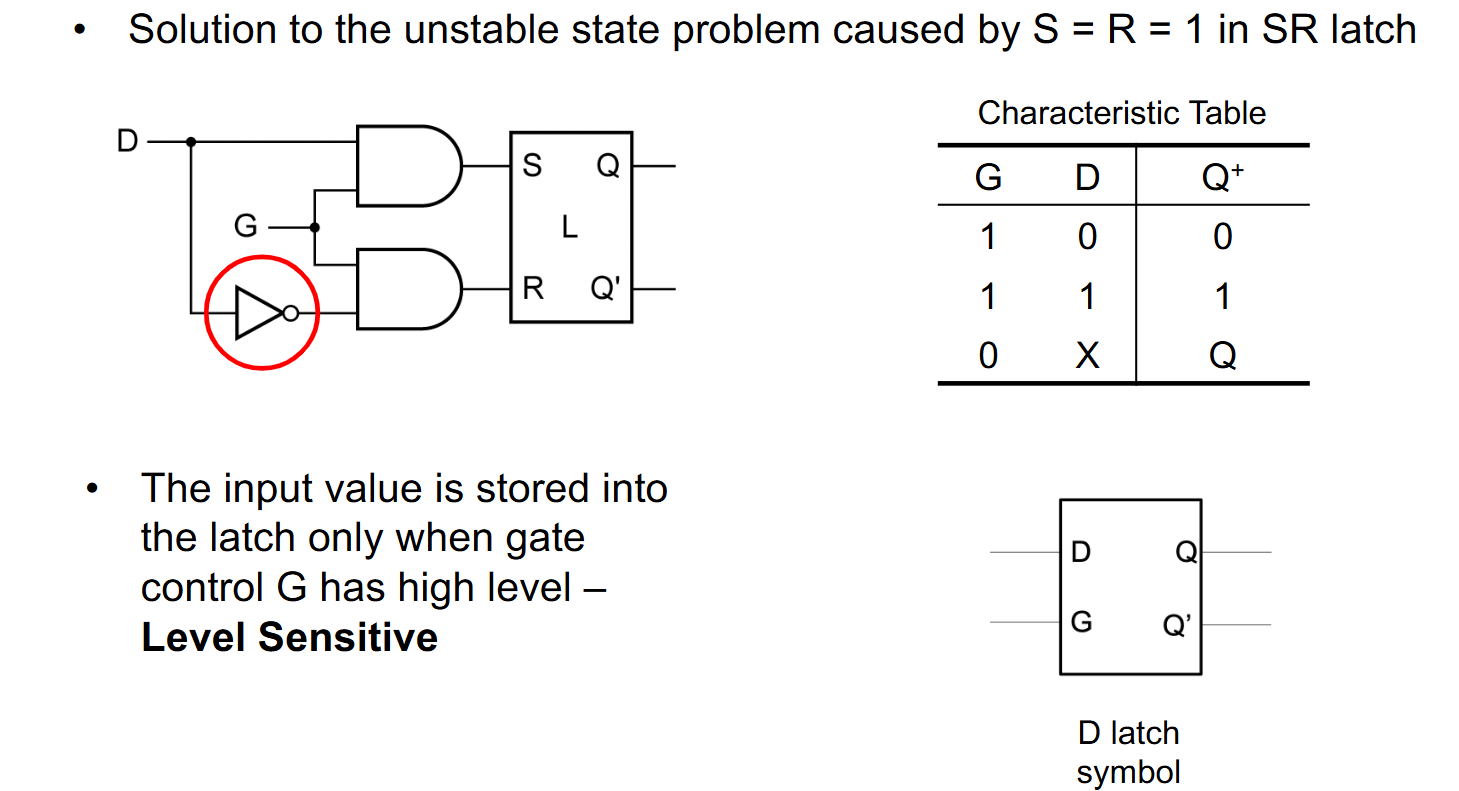 • Solution to the unstable state problem caused by S = R = 1 in SR latch
Characteristic Table
D
S Q
G
L
R Q'
G D Q⁺
1 0 0
1 1 1
0 X Q
• The input value is stored into
the latch only when gate
control G has high level –
Level Sensitive
D Q
G Q’
D latch
symbol